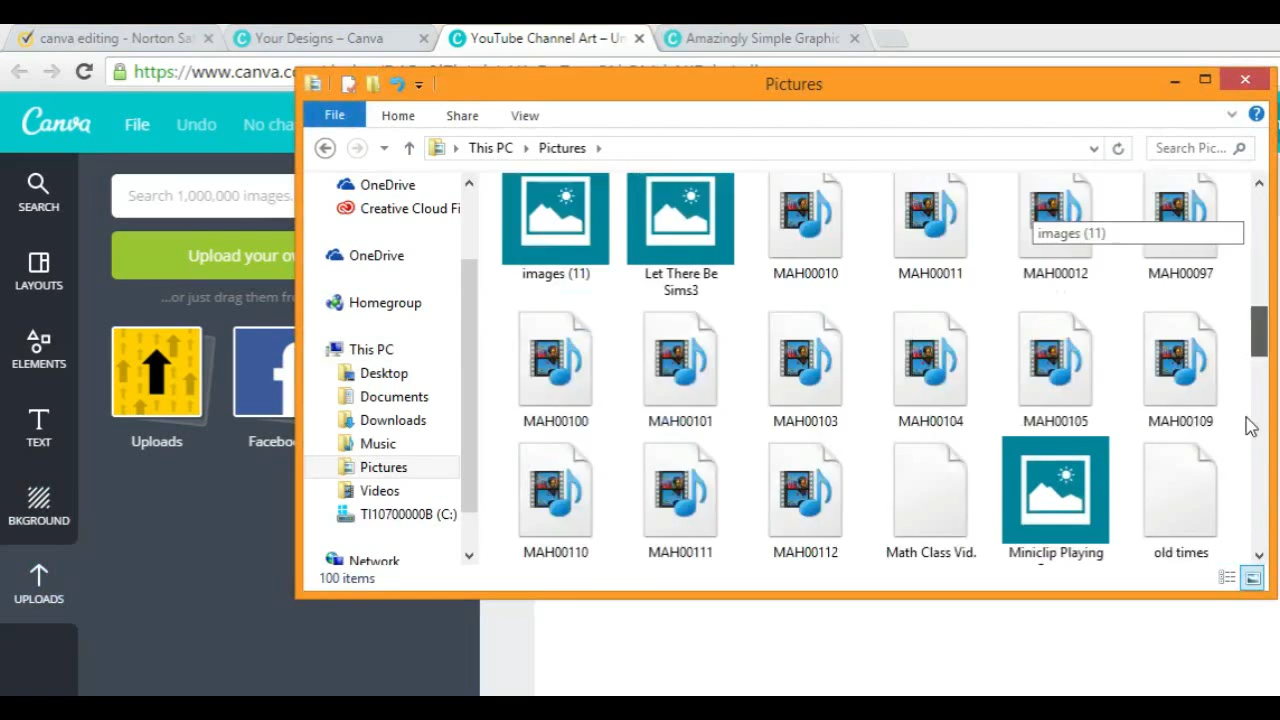 canva editing - Norton Sa
Your Designs – Canva
YouTube Channel Art – Un
Amazingly Simple Graphic
https://www.canva.co
Pictures
Canva
File
Undo
No cha
File
Home
Share
View
This PC
Pictures
Search Pic...
SEARCH
LAYOUTS
ELEMENTS
TEXT
BKGROUND
UPLOADS
Search 1,000,000 images.
Upload your o
...or just drag them fr
Uploads
Facebo
OneDrive
Creative Cloud Fi
OneDrive
Homegroup
This PC
Desktop
Documents
Downloads
Music
Pictures
Videos
TI10700000B (C:)
Network
images (11)
images (11)
Let There Be
Sims3
MAH00010
MAH00011
MAH00012
MAH00097
MAH00100
MAH00101
MAH00103
MAH00104
MAH00105
MAH00109
MAH00110
MAH00111
MAH00112
Math Class Vid.
Miniclip Playing
old times
100 items